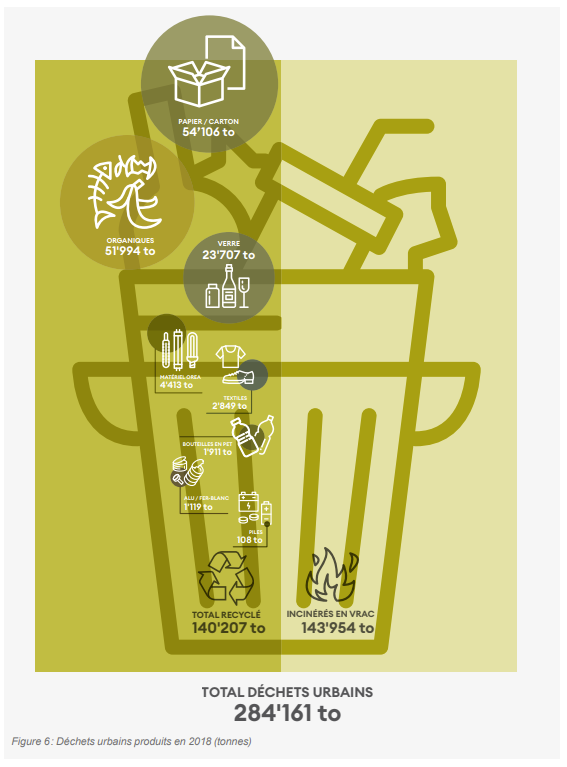 PAPIER / CARTON
54'106 to
ORGANIQUES
51'994 to
VERRE
23'707 to
MATÉRIEL OREA
4'413 to
TEXTILES
2'849 to
BOUTEILLES EN PET
1'911 to
ALU / FER-BLANC
1'119 to
PILES
108 to
TOTAL RECYCLÉ
140'207 to
INCINÉRÉS EN VRAC
143'954 to
TOTAL DÉCHETS URBAINS
284'161 to
Figure 6: Déchets urbains produits en 2018 (tonnes)